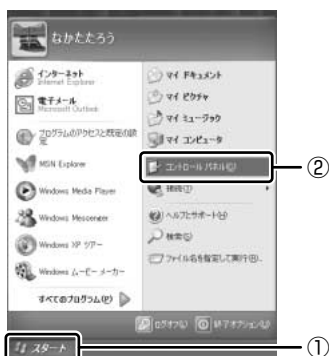 なかたたろう
インターネット
Internet Explorer
電子メール
Microsoft Outlook
プログラムのアクセスと既定の設定
MSN Explorer
Windows Media Player
Windows Messenger
Windows XP ツアー
Windows ムービー メーカー
すべてのプログラム(P)
マイ ドキュメント
マイ ピクチャ
マイ ミュージック
マイ コンピュータ
コントロール パネル(C)
②
接続(T)
ヘルプとサポート(H)
検索(S)
ファイル名を指定して実行(R)...
ログオフ(L)
終了オプション(U)
スタート
①